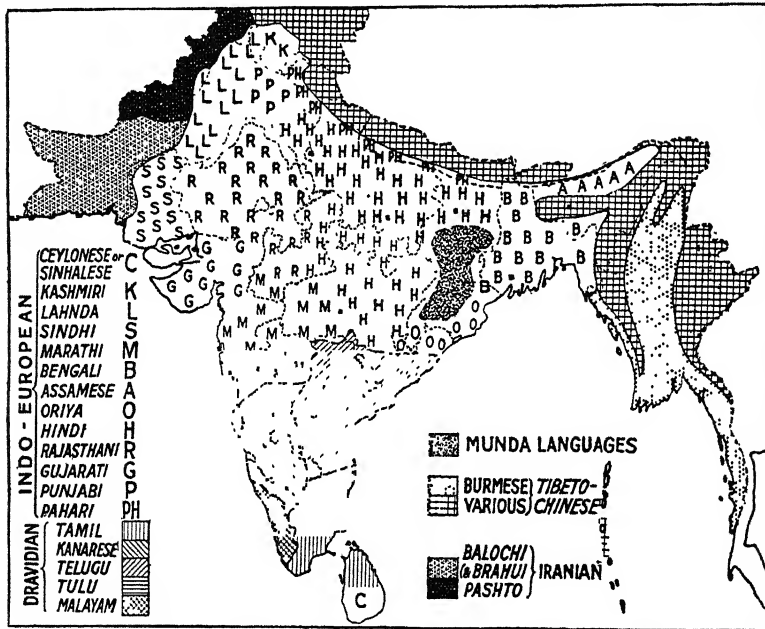 INDO-EUROPEAN
CEYLONESE or
SINHALESE C
KASHMIRI K
LAHNDA L
SINDHI S
MARATHI M
BENGALI B
ASSAMESE A
ORIYA O
HINDI H
RAJASTHANI R
GUJARATI G
PUNJABI P
PAHARI PH
DRAVIDIAN
TAMIL
KANARESE
TELUGU
TULU
MALAYAM
C
MUNDA LANGUAGES
BURMESE
VARIOUS
TIBETO-
CHINESE
BALOCHI
(& BRAHUI
PASHTO
IRANIAN